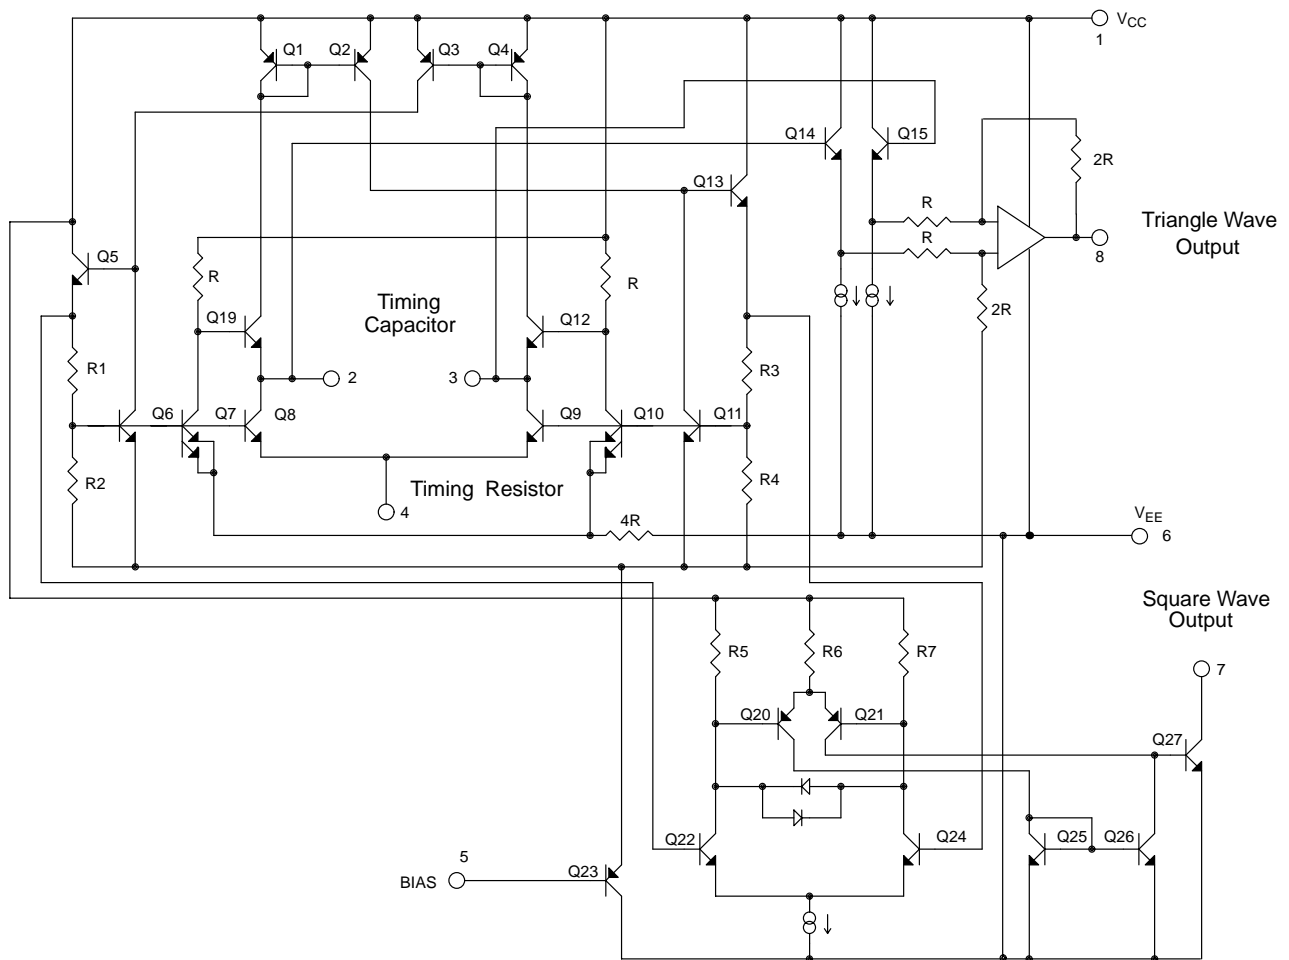 Q1
Q2
Q3
Q4
VCC
1
Q14
Q15
2R
Q13
R
R
Triangle Wave
Output
8
Q5
R
Timing
Capacitor
R
2R
Q19
Q12
R1
2
3
R3
Q6
Q7
Q8
Q9
Q10
Q11
R2
Timing Resistor
R4
4
4R
VEE
6
Square Wave
Output
R5
R6
R7
7
Q20
Q21
Q27
Q22
Q24
Q25
Q26
5
BIAS
Q23